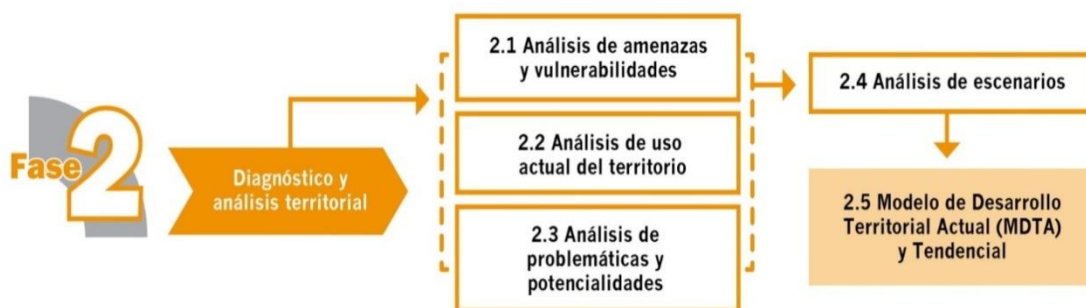 Fase 2
Diagnóstico y
análisis territorial
2.1 Análisis de amenazas
y vulnerabilidades
2.2 Análisis de uso
actual del territorio
2.3 Análisis de
problemáticas y
potencialidades
2.4 Análisis de escenarios
2.5 Modelo de Desarrollo
Territorial Actual (MDTA)
y Tendencial